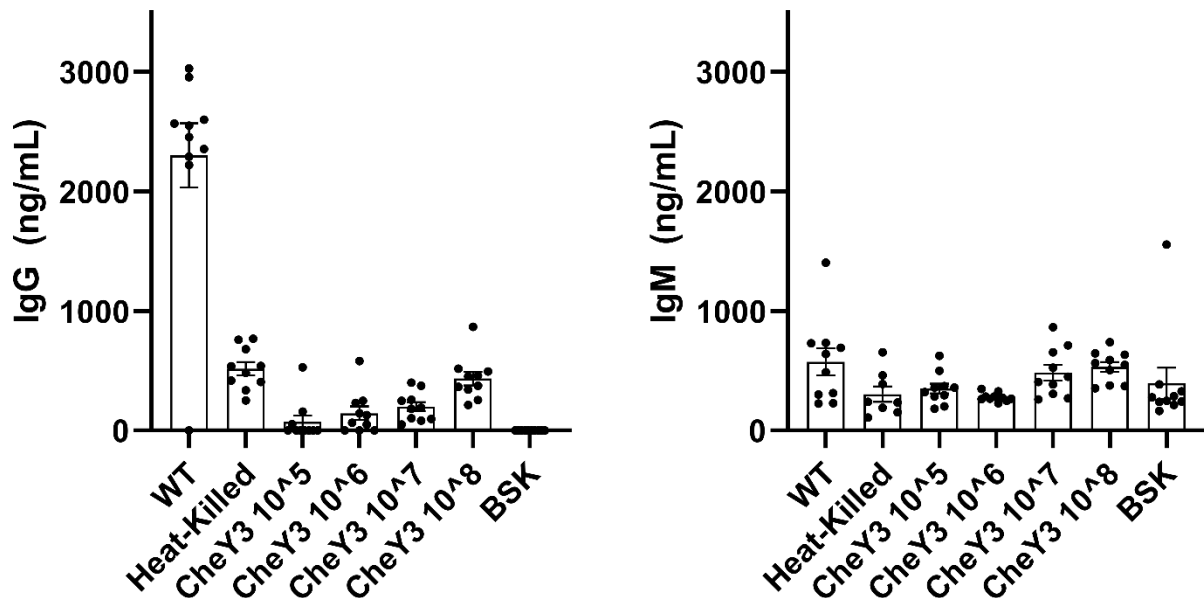 IgG (ng/mL)
3000
2000
1000
0
WT
Heat-Killed
CheY3 10^5
CheY3 10^6
CheY3 10^7
CheY3 10^8
BSK
IgM (ng/mL)
3000
2000
1000
0
WT
Heat-Killed
CheY3 10^5
CheY3 10^6
CheY3 10^7
CheY3 10^8
BSK